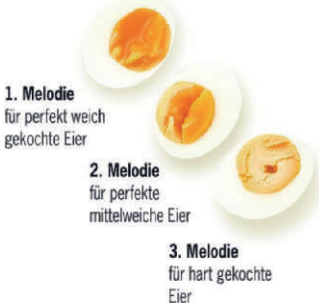 1. Melodie
für perfekt weich
gekochte Eier
2. Melodie
für perfekte
mittelweiche Eier
3. Melodie
für hart gekochte
Eier